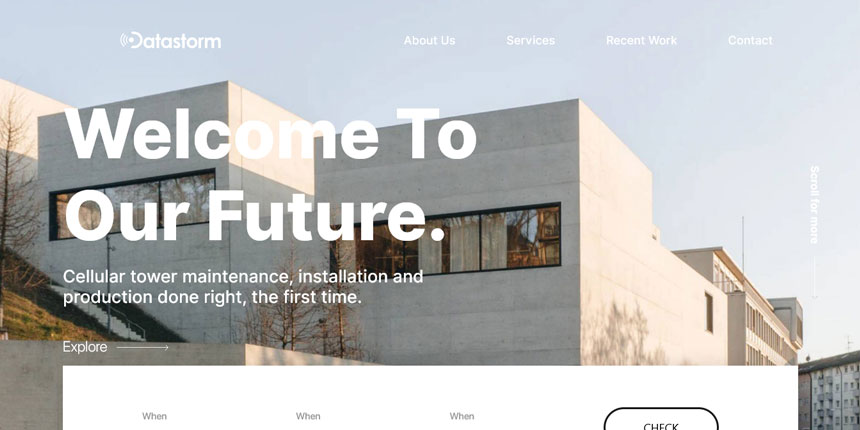 Datastorm
About Us
Services
Recent Work
Contact
Welcome To
Our Future.
Cellular tower maintenance, installation and
production done right, the first time.
Scroll for more
Explore
When
When
When
CHECK